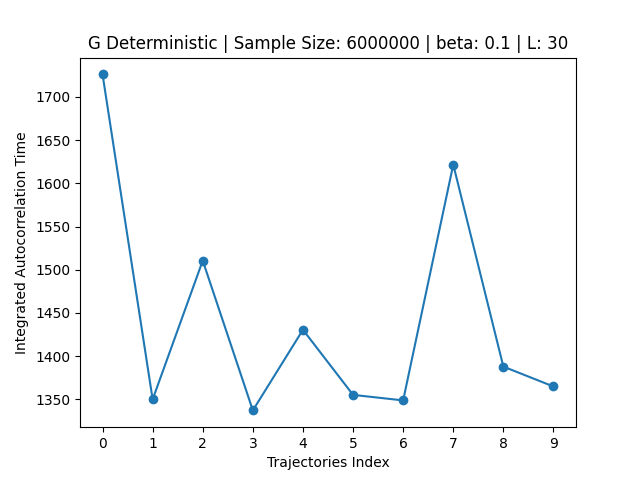 G Deterministic | Sample Size: 6000000 | beta: 0.1 | L: 30
Integrated Autocorrelation Time
1700
1650
1600
1550
1500
1450
1400
1350
0 1 2 3 4 5 6 7 8 9
Trajectories Index